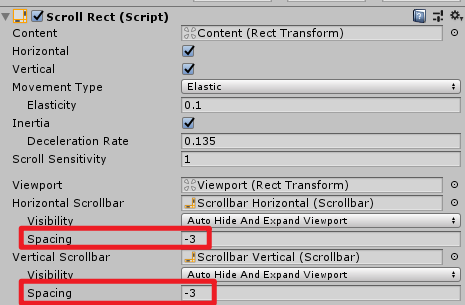 Scroll Rect (Script)
Content Content (Rect Transform)
Horizontal
Vertical
Movement Type Elastic
Elasticity 0.1
Inertia
Deceleration Rate 0.135
Scroll Sensitivity 1
Viewport Viewport (Rect Transform)
Horizontal Scrollbar Scrollbar Horizontal (Scrollbar)
Visibility Auto Hide And Expand Viewport
Spacing -3
Vertical Scrollbar Scrollbar Vertical (Scrollbar)
Visibility Auto Hide And Expand Viewport
Spacing -3